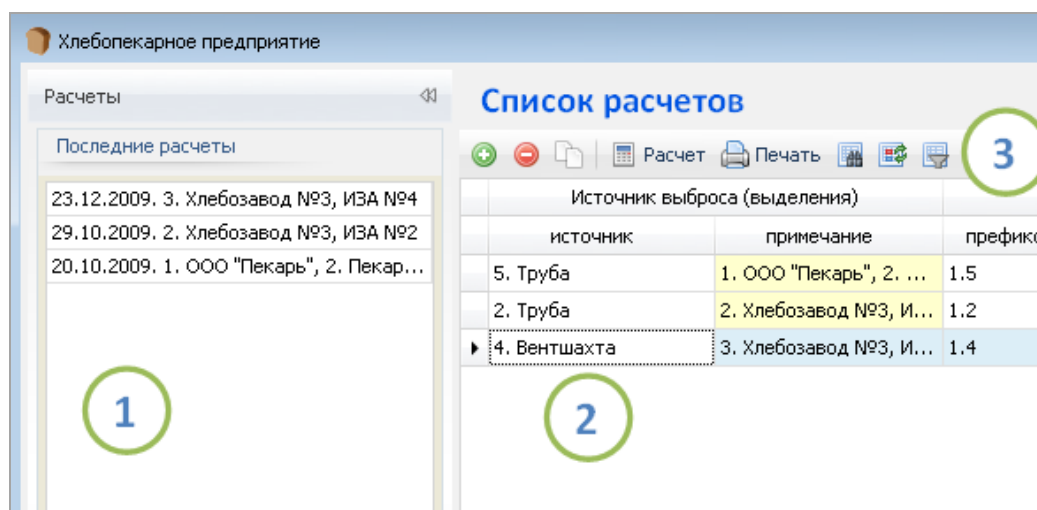 Хлебопекарное предприятие
Расчеты
Последние расчеты
23.12.2009. 3. Хлебозавод №3, ИЗА №4
29.10.2009. 2. Хлебозавод №3, ИЗА №2
20.10.2009. 1. ООО "Пекарь", 2. Пекар...
1
Список расчетов
Расчет Печать
3
Источник выброса (выделения)
источник примечание префикс
5. Труба 1. ООО "Пекарь", 2. ... 1.5
2. Труба 2. Хлебозавод №3, И... 1.2
4. Вентшахта 3. Хлебозавод №3, И... 1.4
2